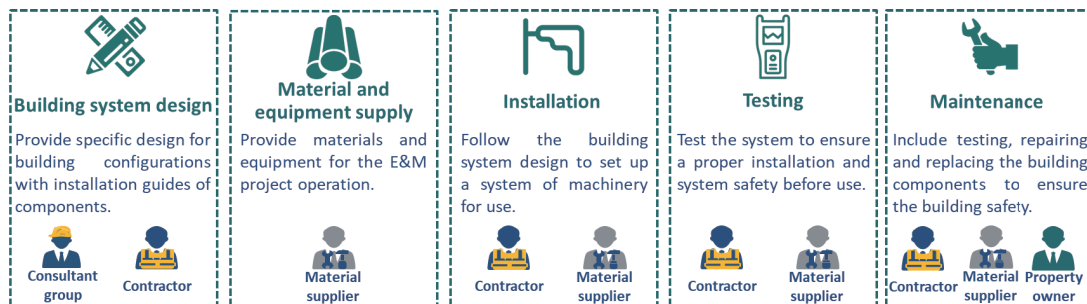 Building system design
Provide specific design for
building configurations
with installation guides of
components.
Consultant
group
Contractor
Material and
equipment supply
Provide materials and
equipment for the E&M
project operation.
Material
supplier
Installation
Follow the building
system design to set up
a system of machinery
for use.
Contractor
Material
supplier
Testing
Test the system to ensure
a proper installation and
system safety before use.
Contractor
Material
supplier
Maintenance
Include testing, repairing
and replacing the building
components to ensure
the building safety.
Contractor
Material
supplier
Property
owner